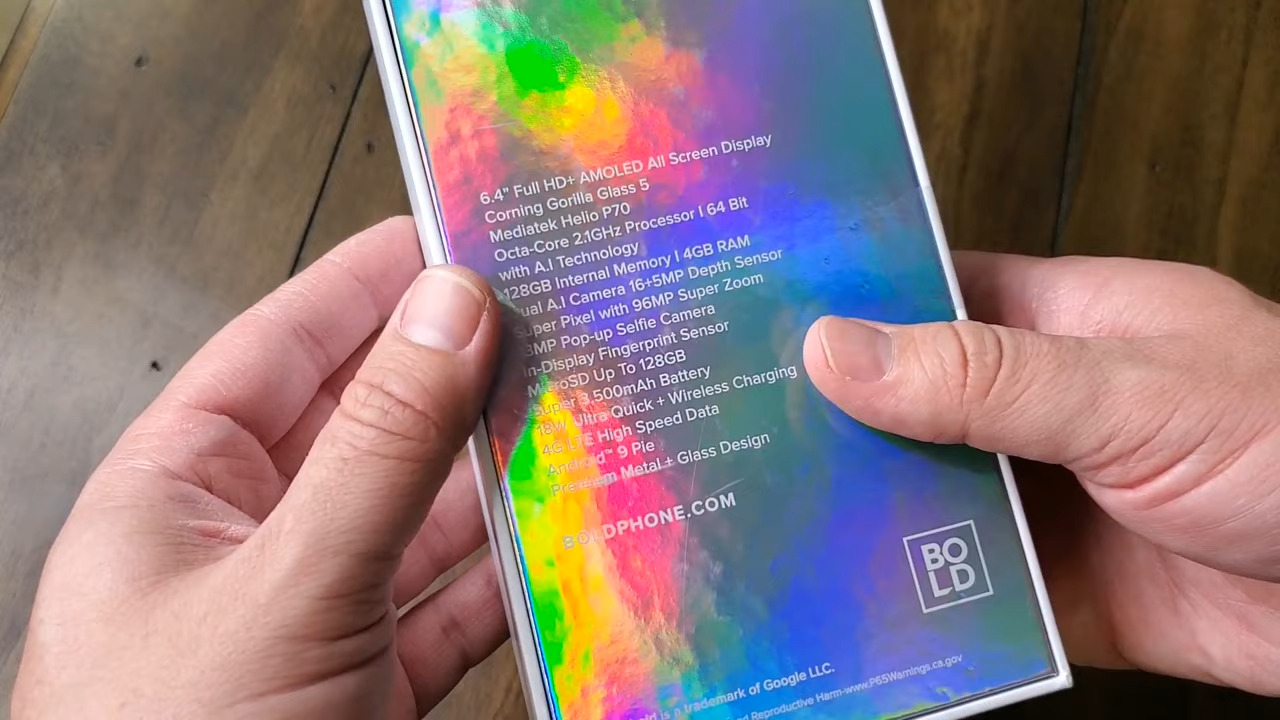 6.4" Full HD+ AMOLED All Screen Display
Corning Gorilla Glass 5
Mediatek Helio P70
Octa-Core 2.1GHz Processor I 64 Bit
with A.I Technology
128GB Internal Memory I 4GB RAM
ual A.I Camera 16+5MP Depth Sensor
uper Pixel with 96MP Super Zoom
MP Pop-up Selfie Camera
In-Display Fingerprint Sensor
MicroSD Up To 128GB
Super 3,500mAh Battery
18W Ultra Quick + Wireless Charging
4G LTE High Speed Data
Android™ 9 Pie
Premium Metal + Glass Design
BOLDPHONE.COM
BO
LD
is a trademark of Google LLC.
Reproductive Harm-www.P65Warnings.ca.gov